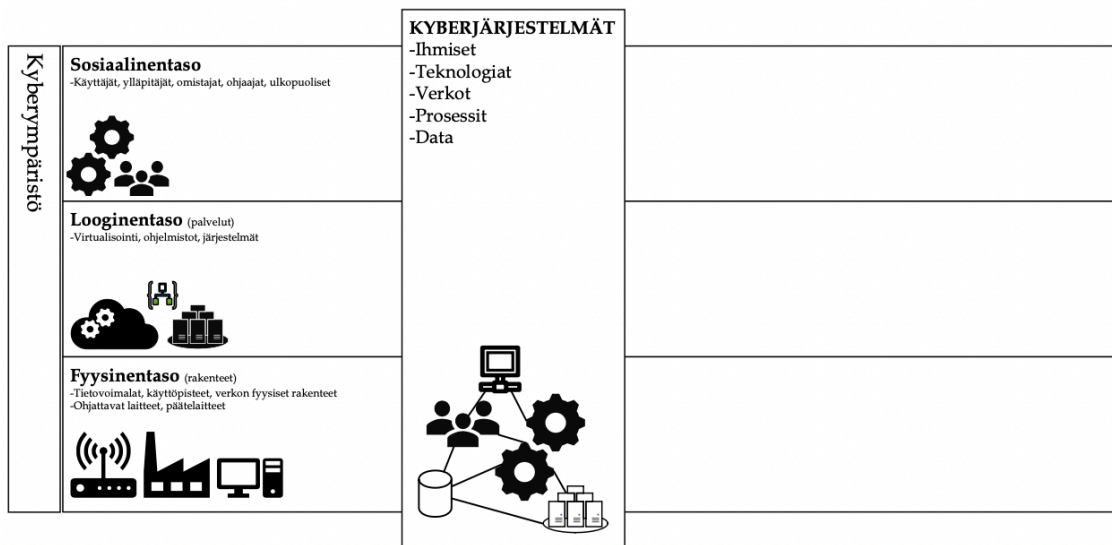 Kyberympäristö
Sosiaalinentaso
-Käyttäjät, ylläpitäjät, omistajat, ohjaajat, ulkopuoliset
Looginentaso (palvelut)
-Virtualisointi, ohjelmistot, järjestelmät
Fyysinentaso (rakenteet)
-Tietovoimalat, käyttöpisteet, verkon fyysiset rakenteet
-Ohjattavat laitteet, päätelaitteet
KYBERJÄRJESTELMÄT
-Ihmiset
-Teknologiat
-Verkot
-Prosessit
-Data